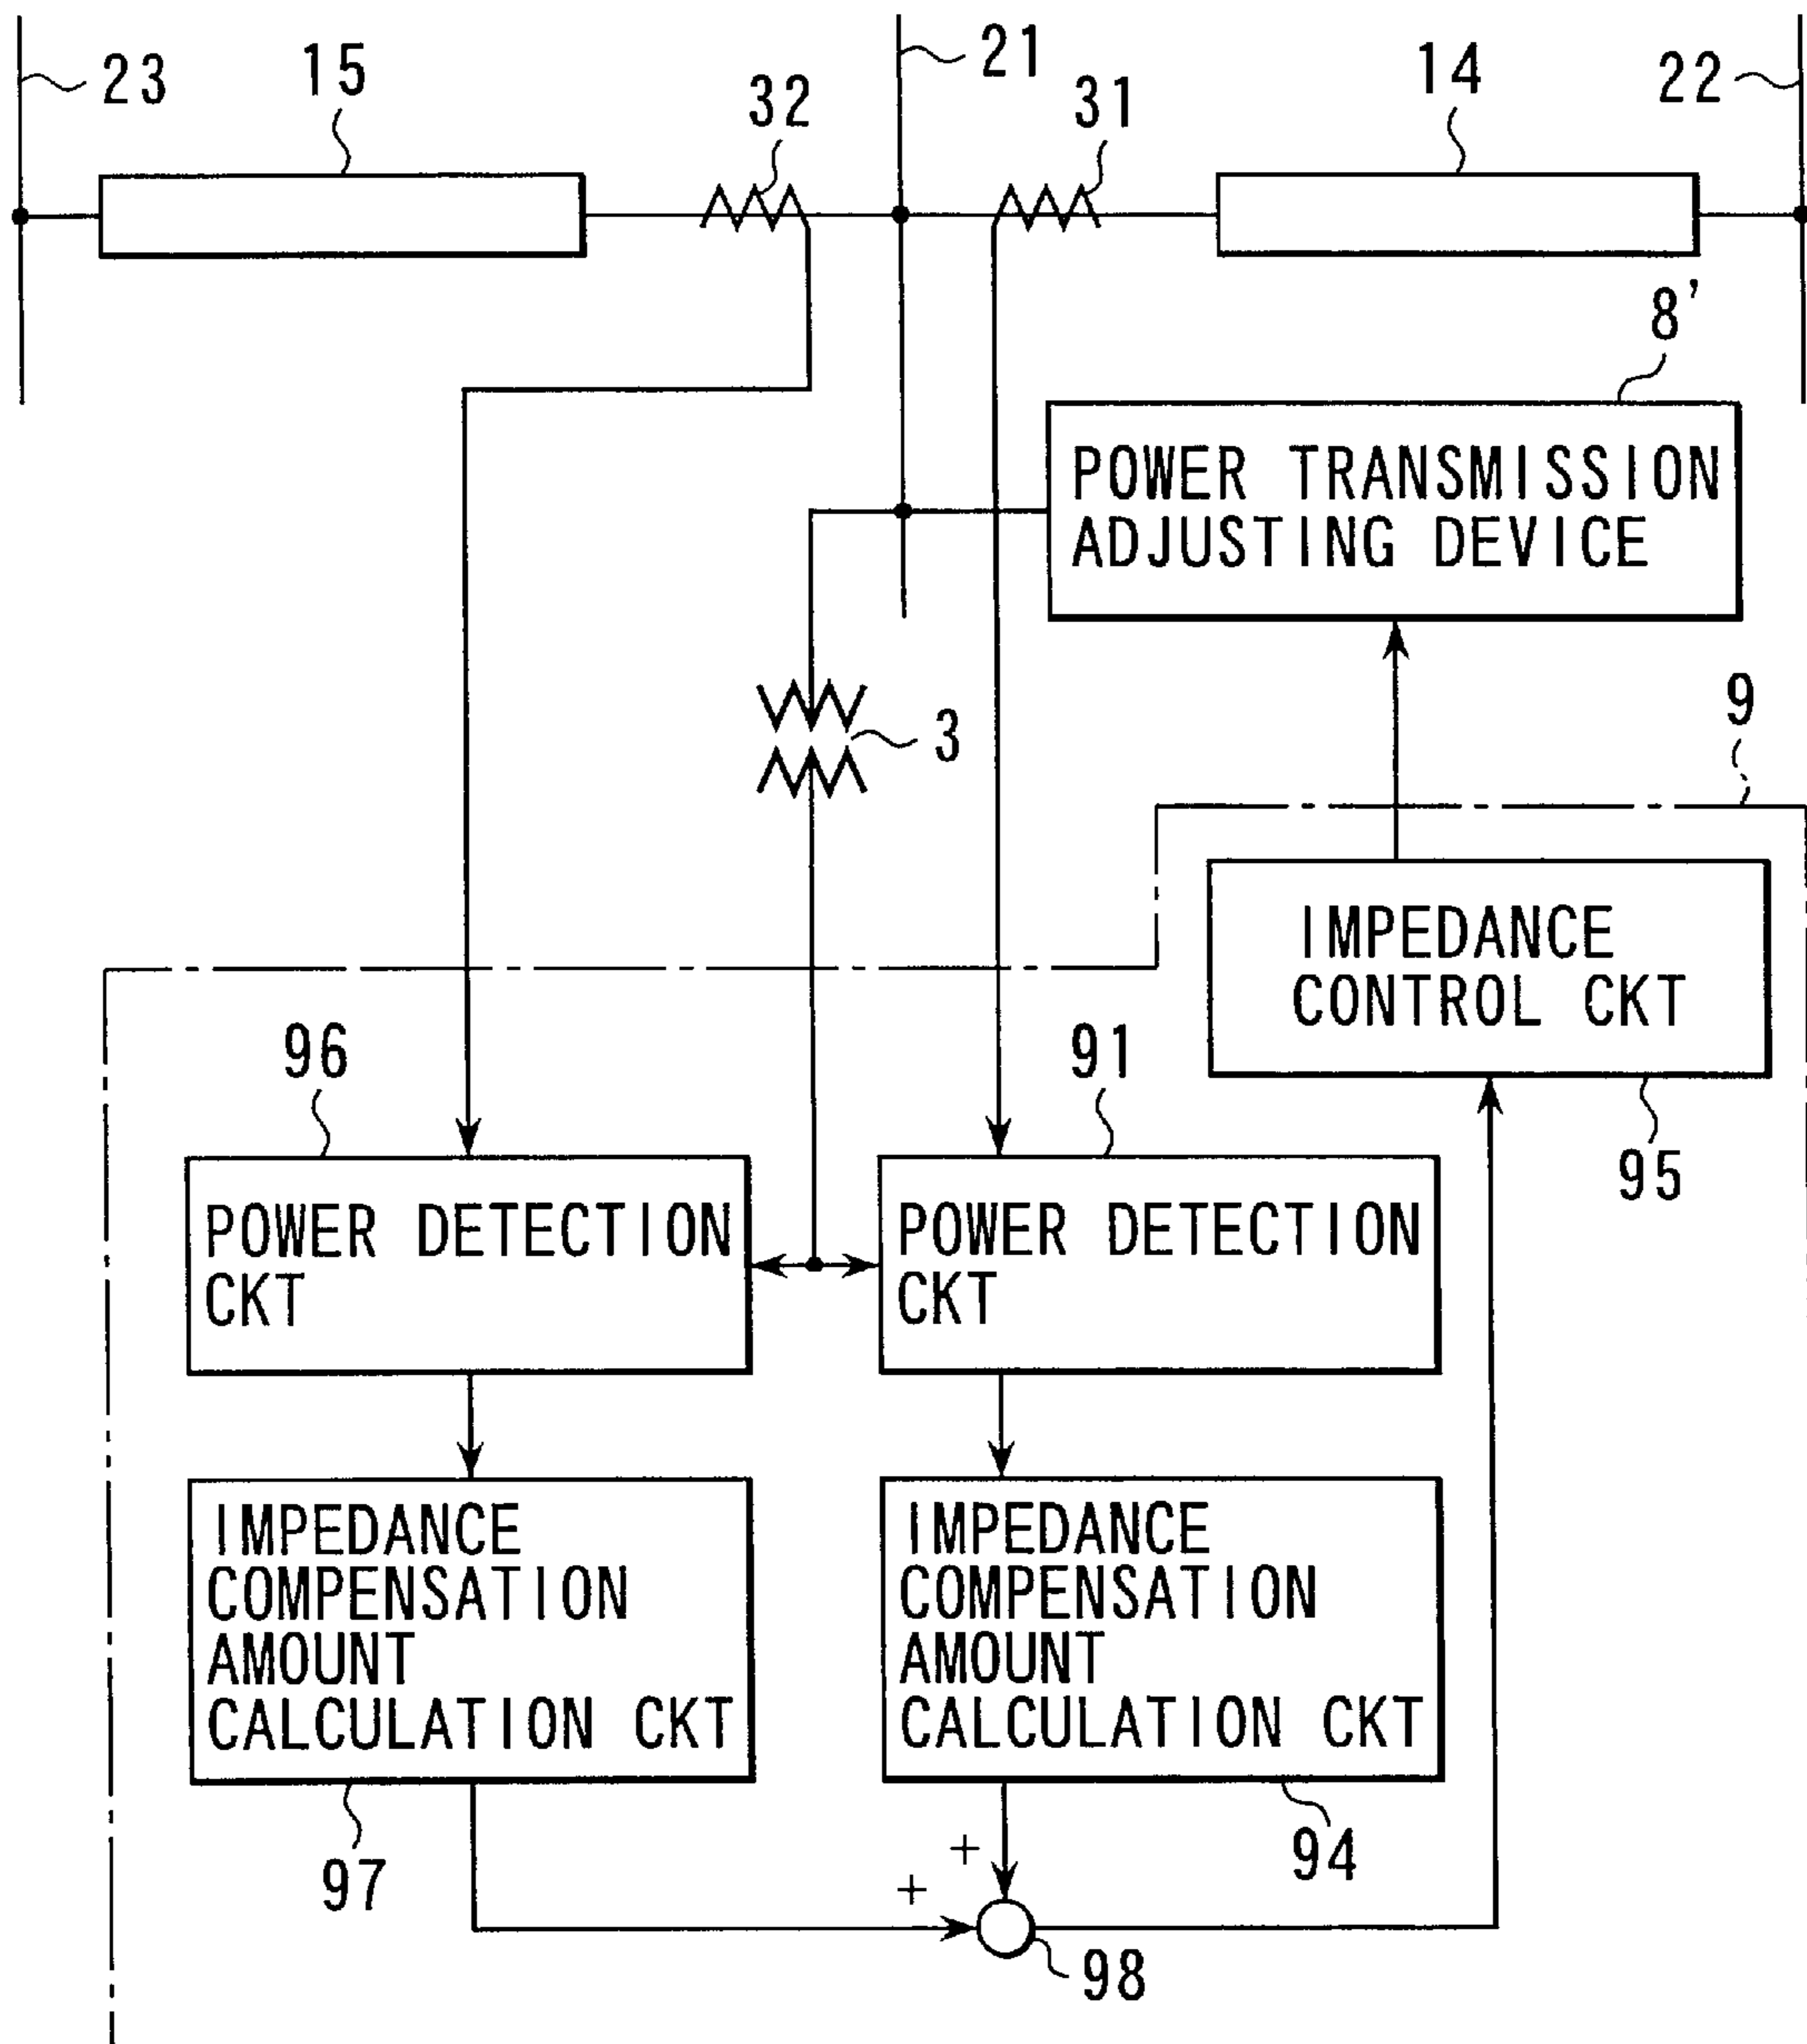 23
15
32
21
31
14
22
8'
POWER TRANSMISSION
ADJUSTING DEVICE
3
9
IMPEDANCE
CONTROL CKT
95
96
91
POWER DETECTION
CKT
POWER DETECTION
CKT
IMPEDANCE
COMPENSATION
AMOUNT
CALCULATION CKT
IMPEDANCE
COMPENSATION
AMOUNT
CALCULATION CKT
97
94
+
+
98